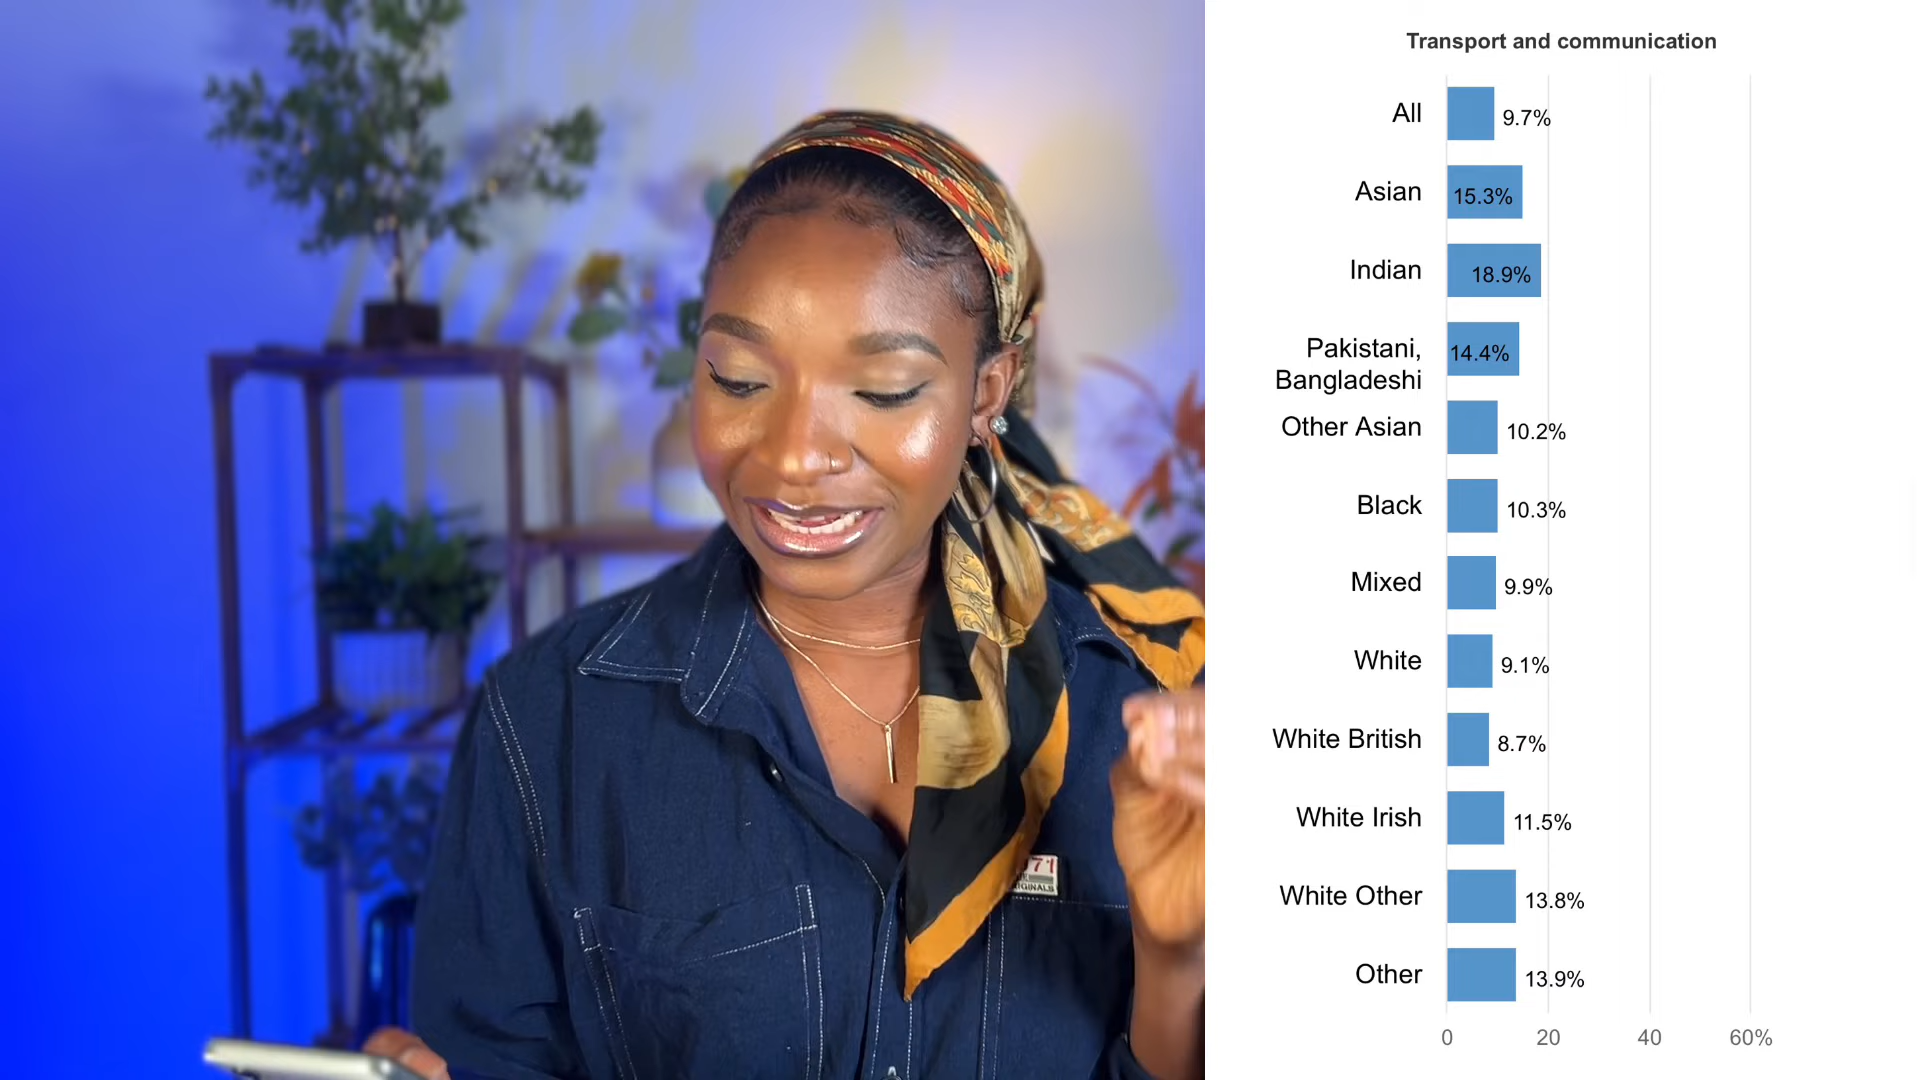 Transport and communication
All
9.7%
Asian
15.3%
Indian
18.9%
Pakistani,
Bangladeshi
14.4%
Other Asian
10.2%
Black
10.3%
Mixed
9.9%
White
9.1%
White British
8.7%
White Irish
11.5%
White Other
13.8%
Other
13.9%
0 20 40 60%
71